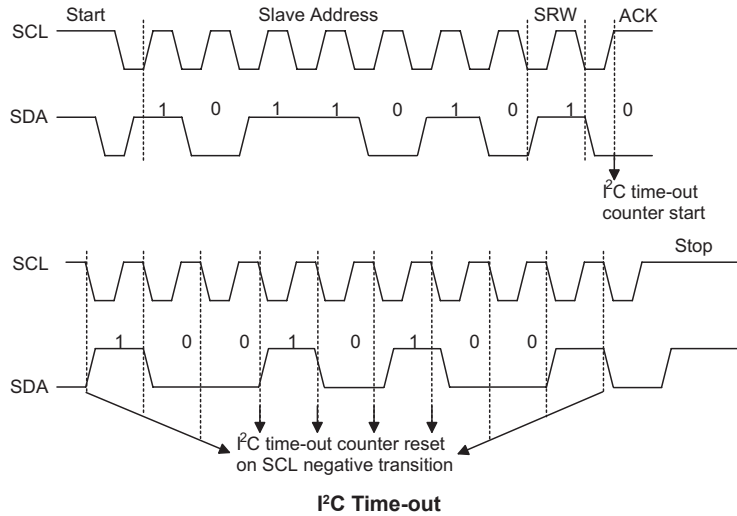 Start Slave Address SRW ACK
SCL
1 0 1 1 0 1 0 1 0
SDA
I²C time-out
counter start
Stop
SCL
1 0 0 1 0 1 0 0
SDA
I²C time-out counter reset
on SCL negative transition
I²C Time-out